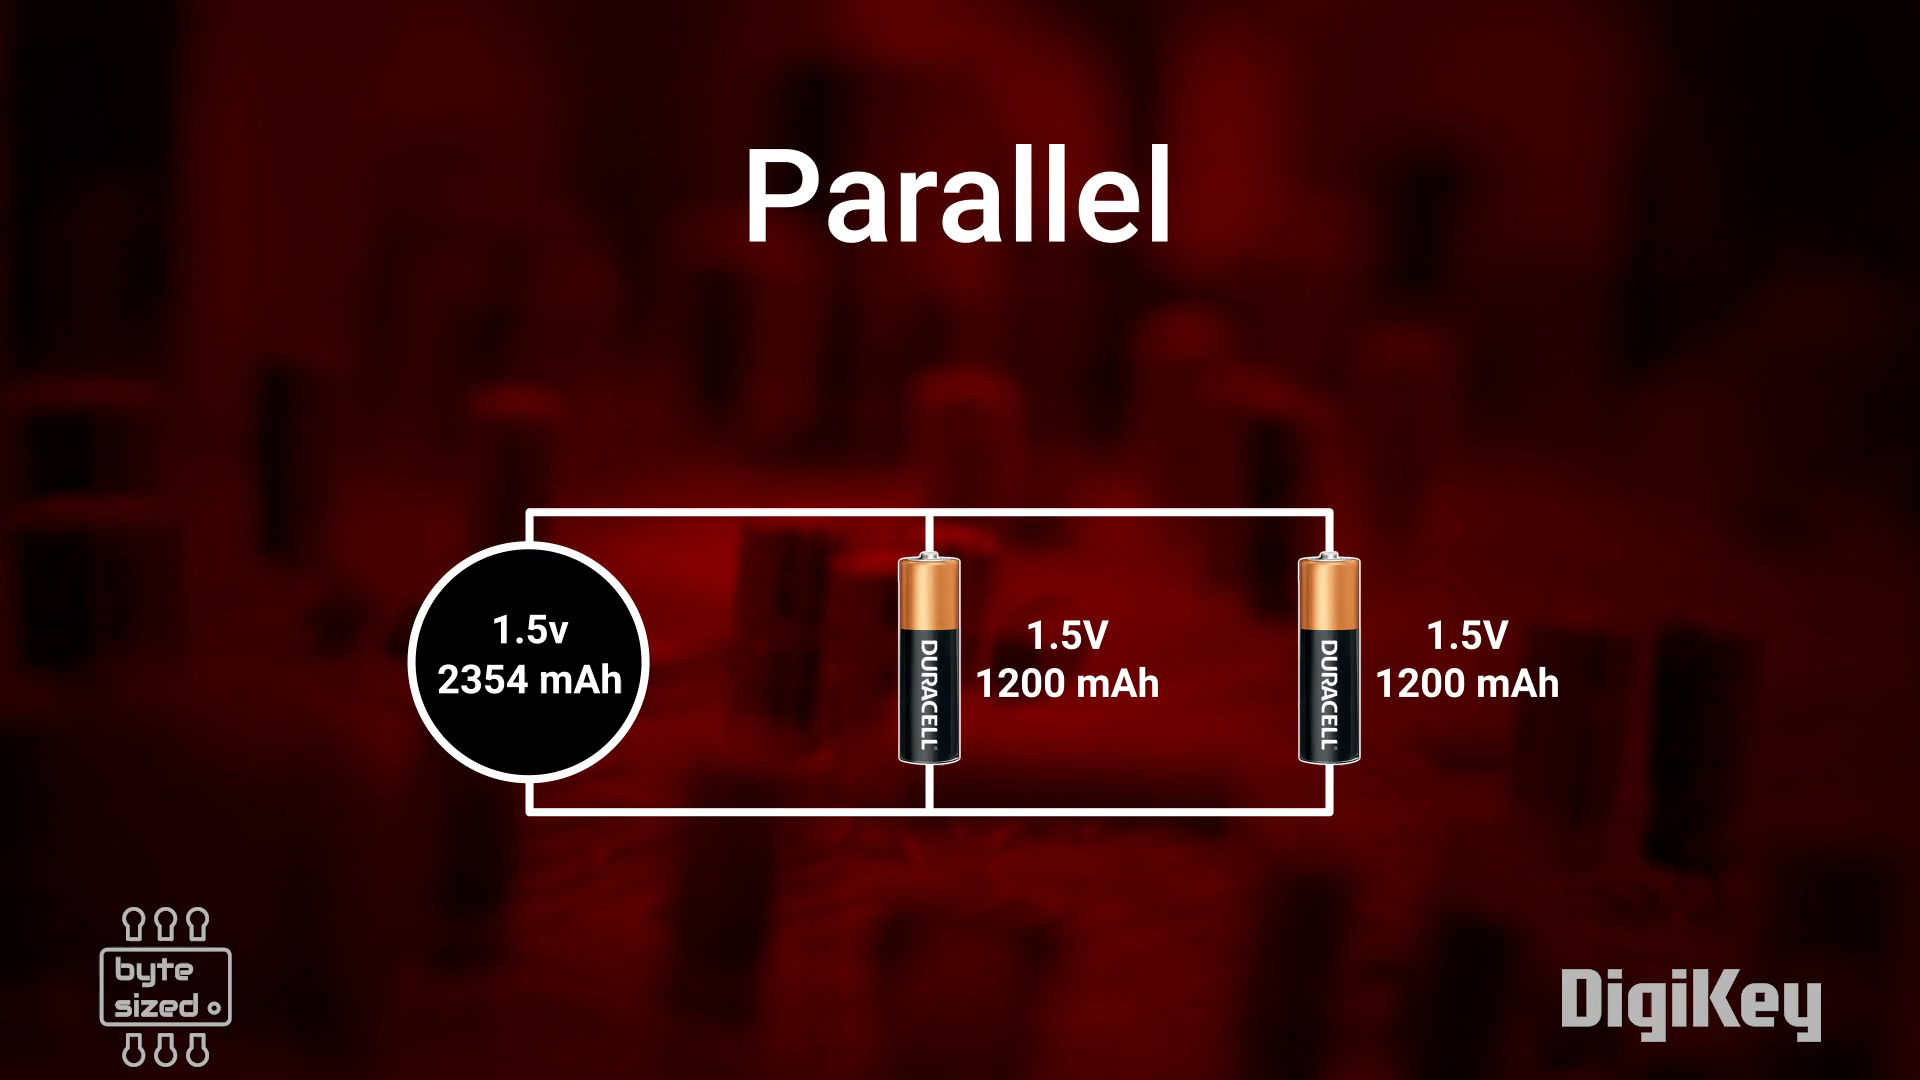 Parallel
1.5v
2354 mAh
DURACELL
1.5V
1200 mAh
DURACELL
1.5V
1200 mAh
byte
sized
DigiKey